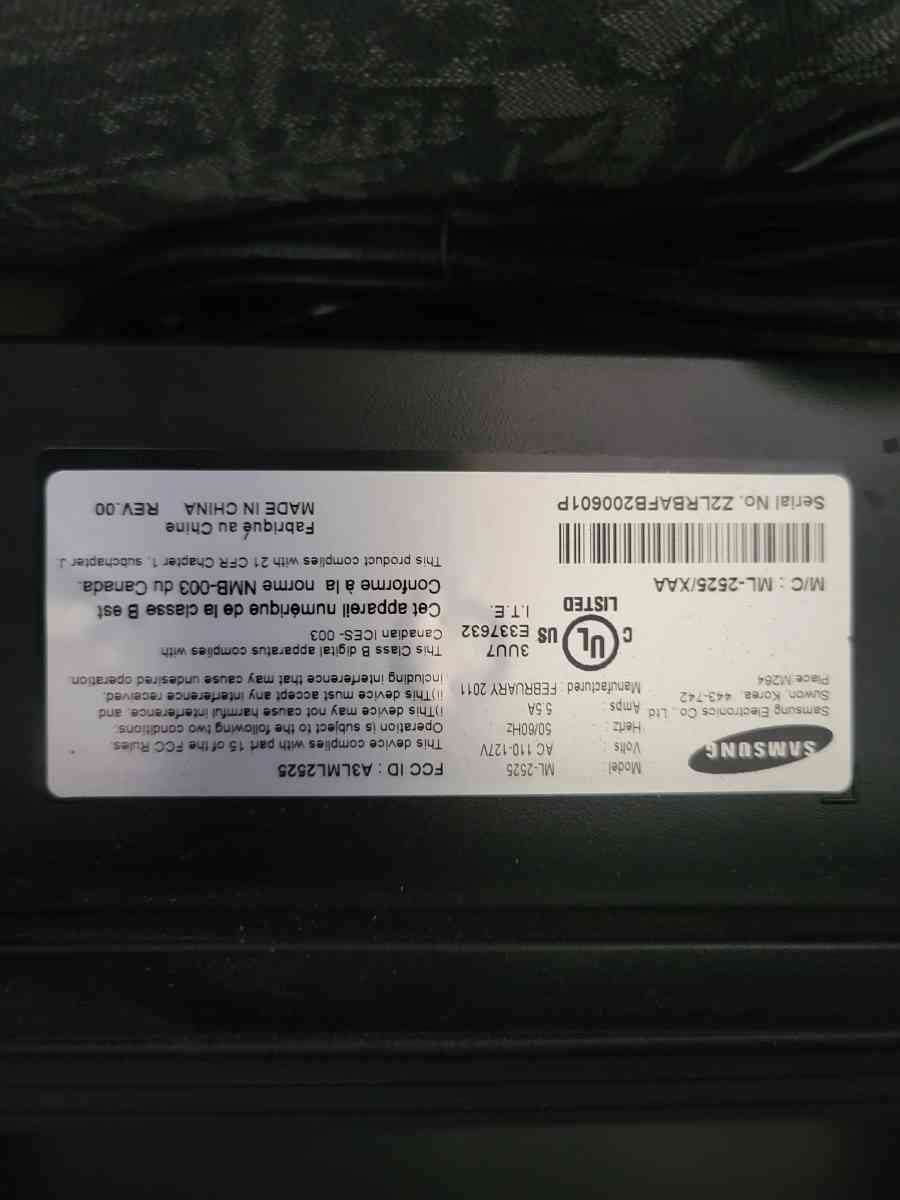 SAMSUNG
Samsung Electronics Co., Ltd.
Suwon, Korea, 443-742
Place M264
Model : ML-2525
Volts : AC 110-127V
Hertz : 50/60Hz
Amps : 5.5A
Manufactured : FEBRUARY 2011
C UL US
LISTED
3UU7
E337632
I.T.E.
M/C : ML-2525/XAA
Serial No. Z2LRBAFB200601P
FCC ID : A3LML2525
This device complies with part 15 of the FCC Rules.
Operation is subject to the following two conditions:
i)This device may not cause harmful interference, and
ii)This device must accept any interference received,
including interference that may cause undesired operation.
This Class B digital apparatus complies with
Canadian ICES- 003
Cet appareil numérique de la classe B est
Conforme à la norme NMB-003 du Canada.
This product complies with 21 CFR Chapter 1, subchapter J.
Fabriqué au Chine
MADE IN CHINA REV.00